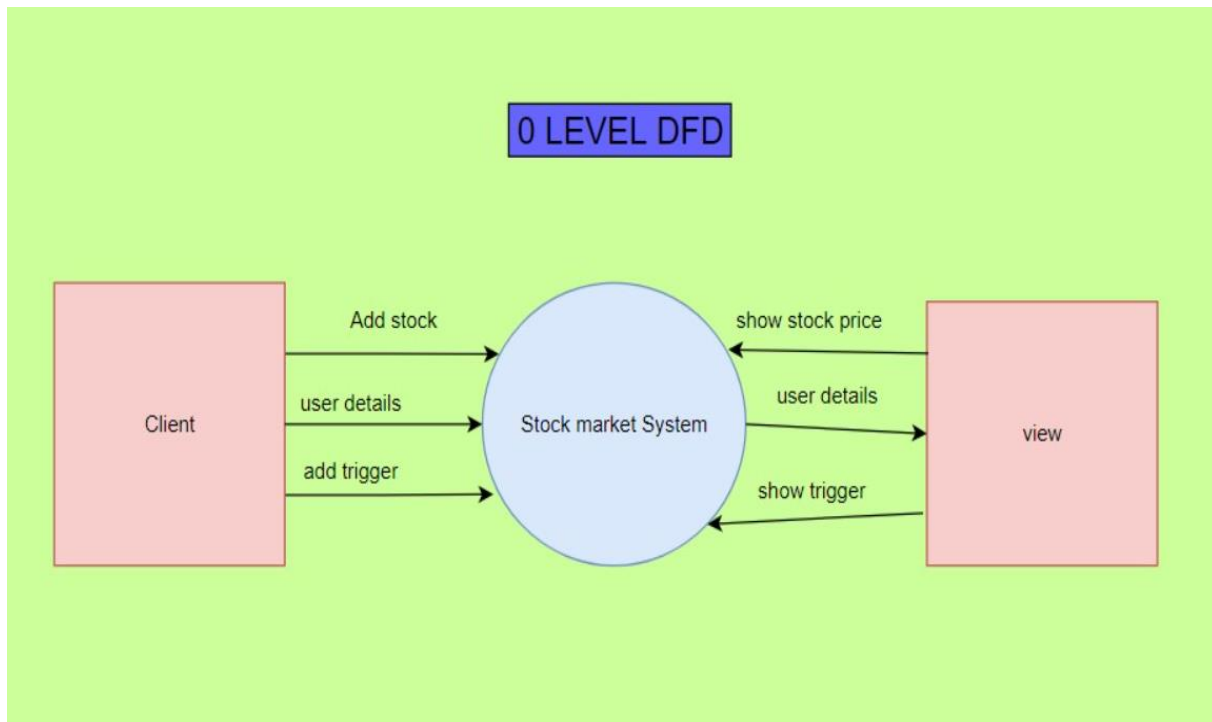 0 LEVEL DFD
Add stock
user details
add trigger
Client
Stock market System
show stock price
user details
show trigger
view